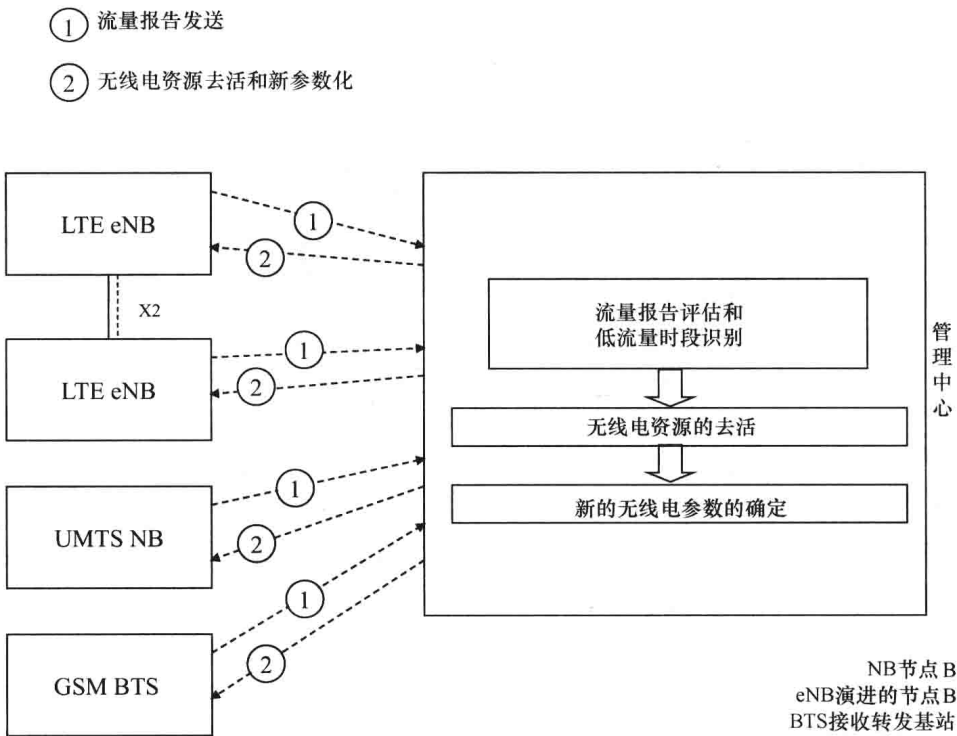 1 流量报告发送
2 无线电资源去活和新参数化
LTE eNB
1
2
X2
LTE eNB
1
2
UMTS NB
1
2
GSM BTS
1
2
流量报告评估和
低流量时段识别
无线电资源的去活
新的无线电参数的确定
管理中心
NB节点B
eNB演进的节点B
BTS接收转发基站